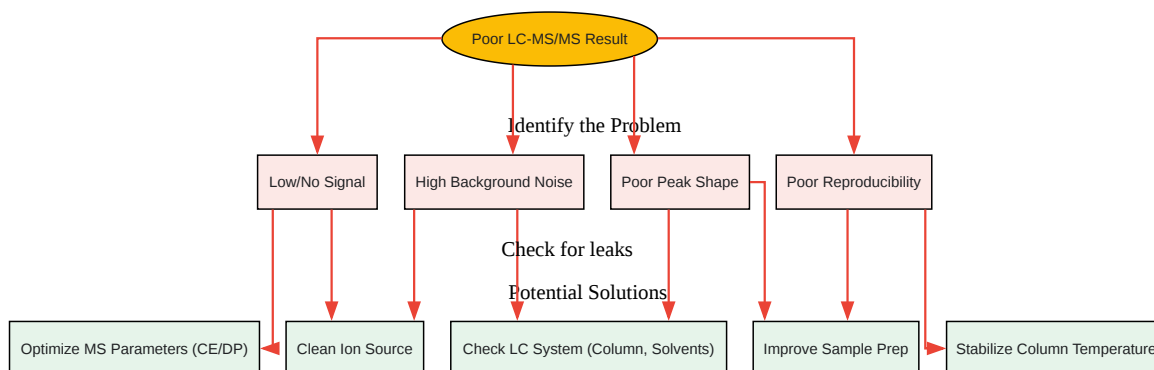 Poor LC-MS/MS Result
Identify the Problem
Low/No Signal
High Background Noise
Poor Peak Shape
Poor Reproducibility
Check for leaks
Potential Solutions
Optimize MS Parameters (CE/DP)
Clean Ion Source
Check LC System (Column, Solvents)
Improve Sample Prep
Stabilize Column Temperature